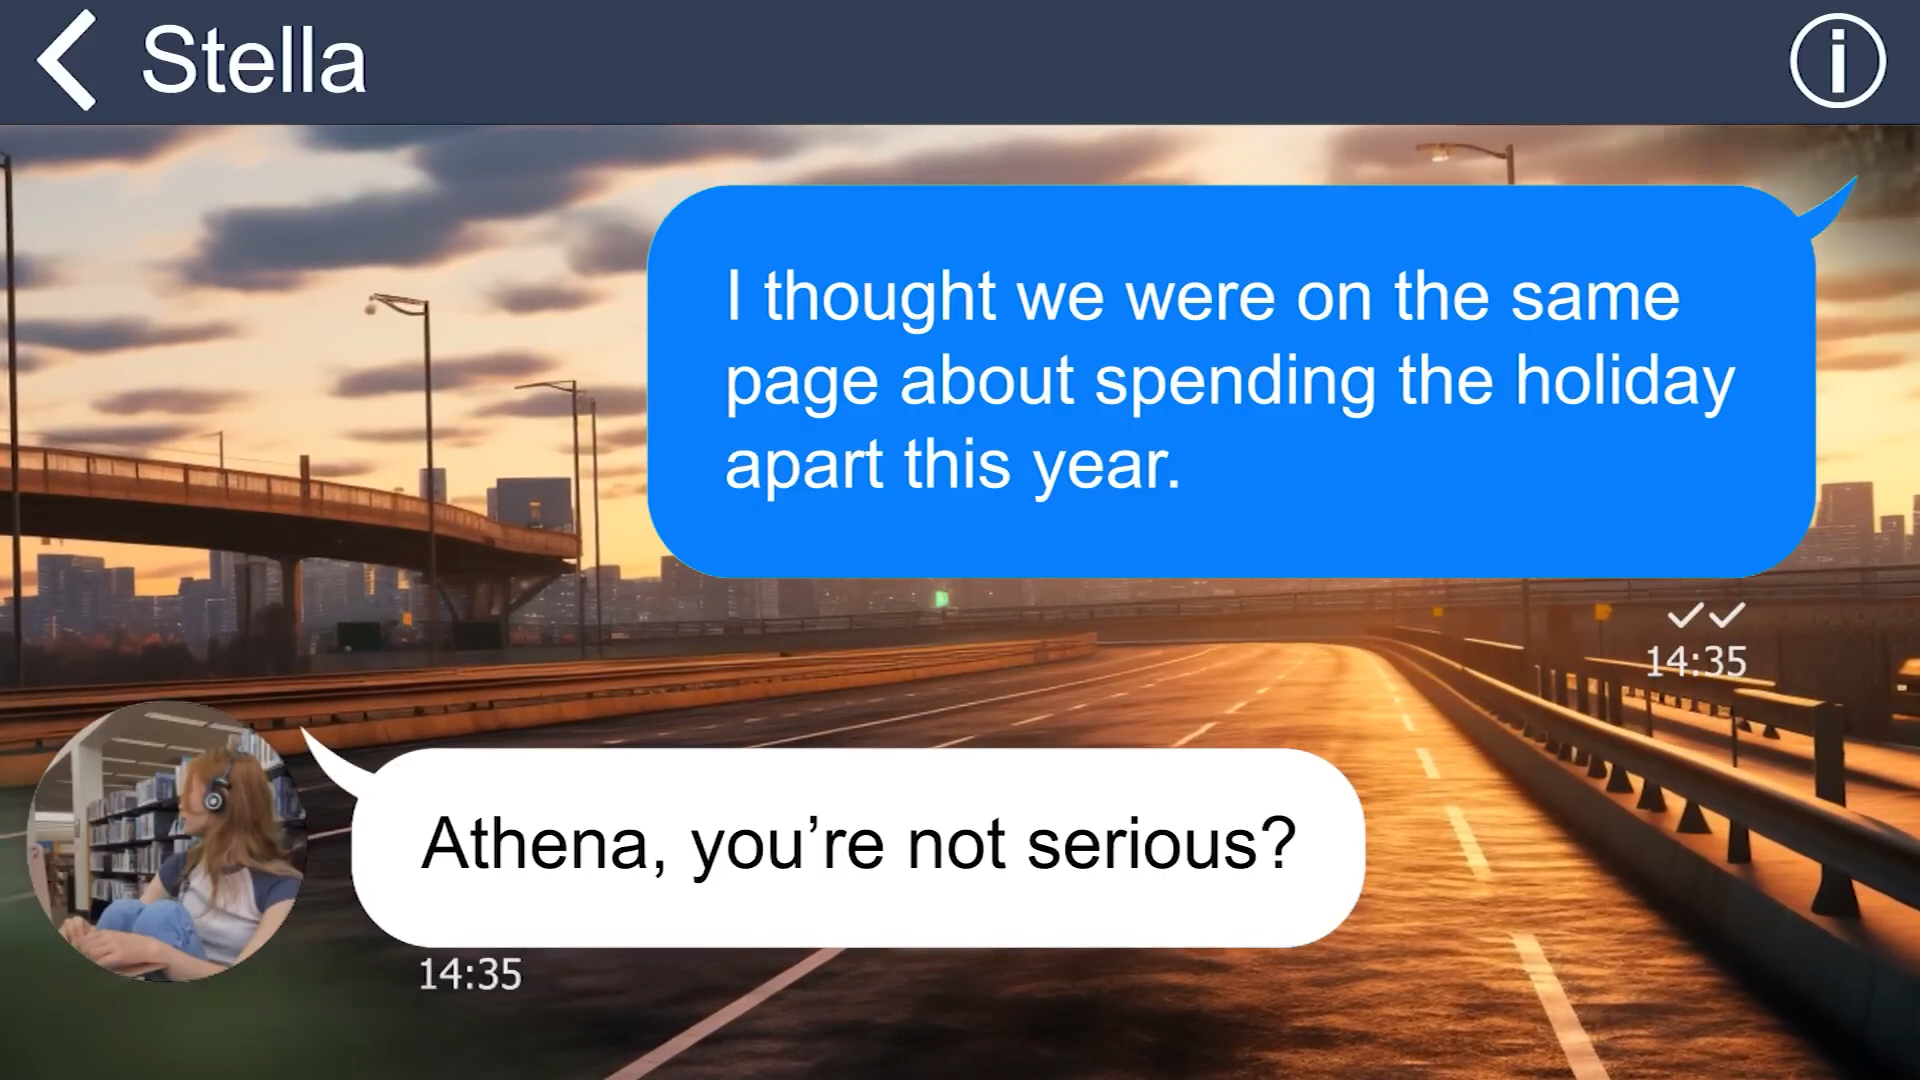 Stella
I thought we were on the same
page about spending the holiday
apart this year.
14:35
Athena, you’re not serious?
14:35